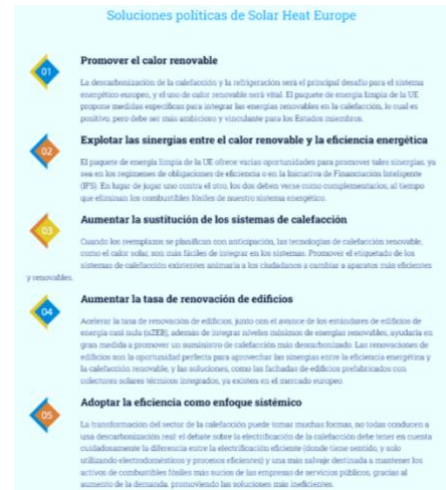 Soluciones políticas de Solar Heat Europe
01
Promover el calor renovable
La descarbonización de la calefacción y la refrigeración será el principal desafío para el sistema
energético europeo, y el uso de calor renovable será vital. El paquete de energía limpia de la UE
propone medidas específicas para integrar las energías renovables en la calefacción, lo cual es
positivo, pero debe ser más ambicioso y vinculante para los Estados miembros.
02
Explotar las sinergias entre el calor renovable y la eficiencia energética
El paquete de energía limpia de la UE ofrece varias oportunidades para promover tales sinergias, ya
sea en los regímenes de obligaciones de eficiencia o en la Iniciativa de Financiación Inteligente
(IFS). En lugar de jugar uno contra el otro, los dos deben verse como complementarios, al tiempo
que eliminan los combustibles fósiles de nuestro sistema energético.
03
Aumentar la sustitución de los sistemas de calefacción
Cuando los reemplazos se planifican con anticipación, las tecnologías de calefacción renovable,
como el calor solar, son más fáciles de integrar en los sistemas. Promover el etiquetado de los
sistemas de calefacción existentes animaría a los ciudadanos a cambiar a aparatos más eficientes
y renovables.
04
Aumentar la tasa de renovación de edificios
Acelerar la tasa de renovación de edificios, junto con el avance de los estándares de edificios de
energía casi nula (nZEB), además de integrar niveles mínimos de energías renovables, ayudaría en
gran medida a promover un suministro de calefacción más descarbonizado. Las renovaciones de
edificios son la oportunidad perfecta para aprovechar las sinergias entre la eficiencia energética y
la calefacción renovable, y las soluciones, como las fachadas de edificios prefabricados con
colectores solares térmicos integrados, ya existen en el mercado europeo.
05
Adoptar la eficiencia como enfoque sistémico
La transformación del sector de la calefacción puede tomar muchas formas, no todas conducen a
una descarbonización real: el debate sobre la electrificación de la calefacción debe tener en cuenta
cuidadosamente la diferencia entre la electrificación eficiente (donde tiene sentido, y solo
utilizando electrodomésticos y procesos eficientes) y una más salvaje destinada a mantener los
activos de combustibles fósiles más sucios de las empresas de servicios públicos, gracias al
aumento de la demanda, promoviendo las soluciones más ineficientes.